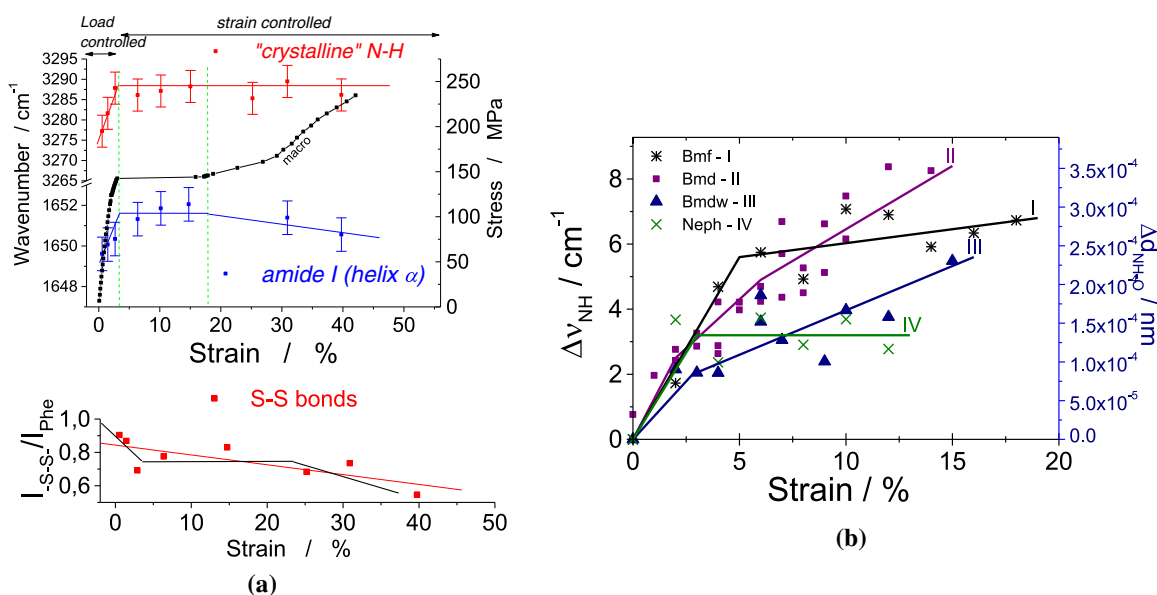 Load controlled
strain controlled
"crystalline" N-H
3295
3290
3285
3280
3275
3270
3265
1652
1650
1648
Wavenumber / cm⁻¹
250
200
150
100
50
0
Stress / MPa
macro
amide I (helix α)
0 10 20 30 40 50
Strain / %
S-S bonds
1,0
0,8
0,6
I-S-S-/IPhe
0 10 20 30 40 50
Strain / %
(a)
Bmf - I
Bmd - II
Bmdw - III
Neph - IV
II
I
III
IV
8
6
4
2
0
ΔνNH / cm⁻¹
3.5x10⁻⁴
3.0x10⁻⁴
2.5x10⁻⁴
2.0x10⁻⁴
1.5x10⁻⁴
1.0x10⁻⁴
5.0x10⁻⁵
0.0
ΔdNH-O / nm
0 5 10 15 20
Strain / %
(b)